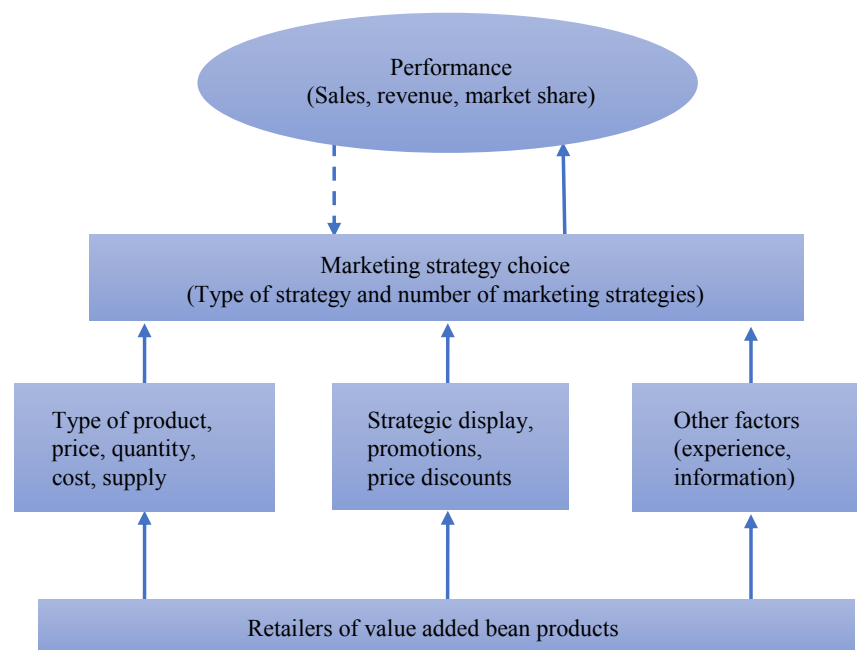 Performance
(Sales, revenue, market share)
Marketing strategy choice
(Type of strategy and number of marketing strategies)
Type of product,
price, quantity,
cost, supply
Strategic display,
promotions,
price discounts
Other factors
(experience,
information)
Retailers of value added bean products